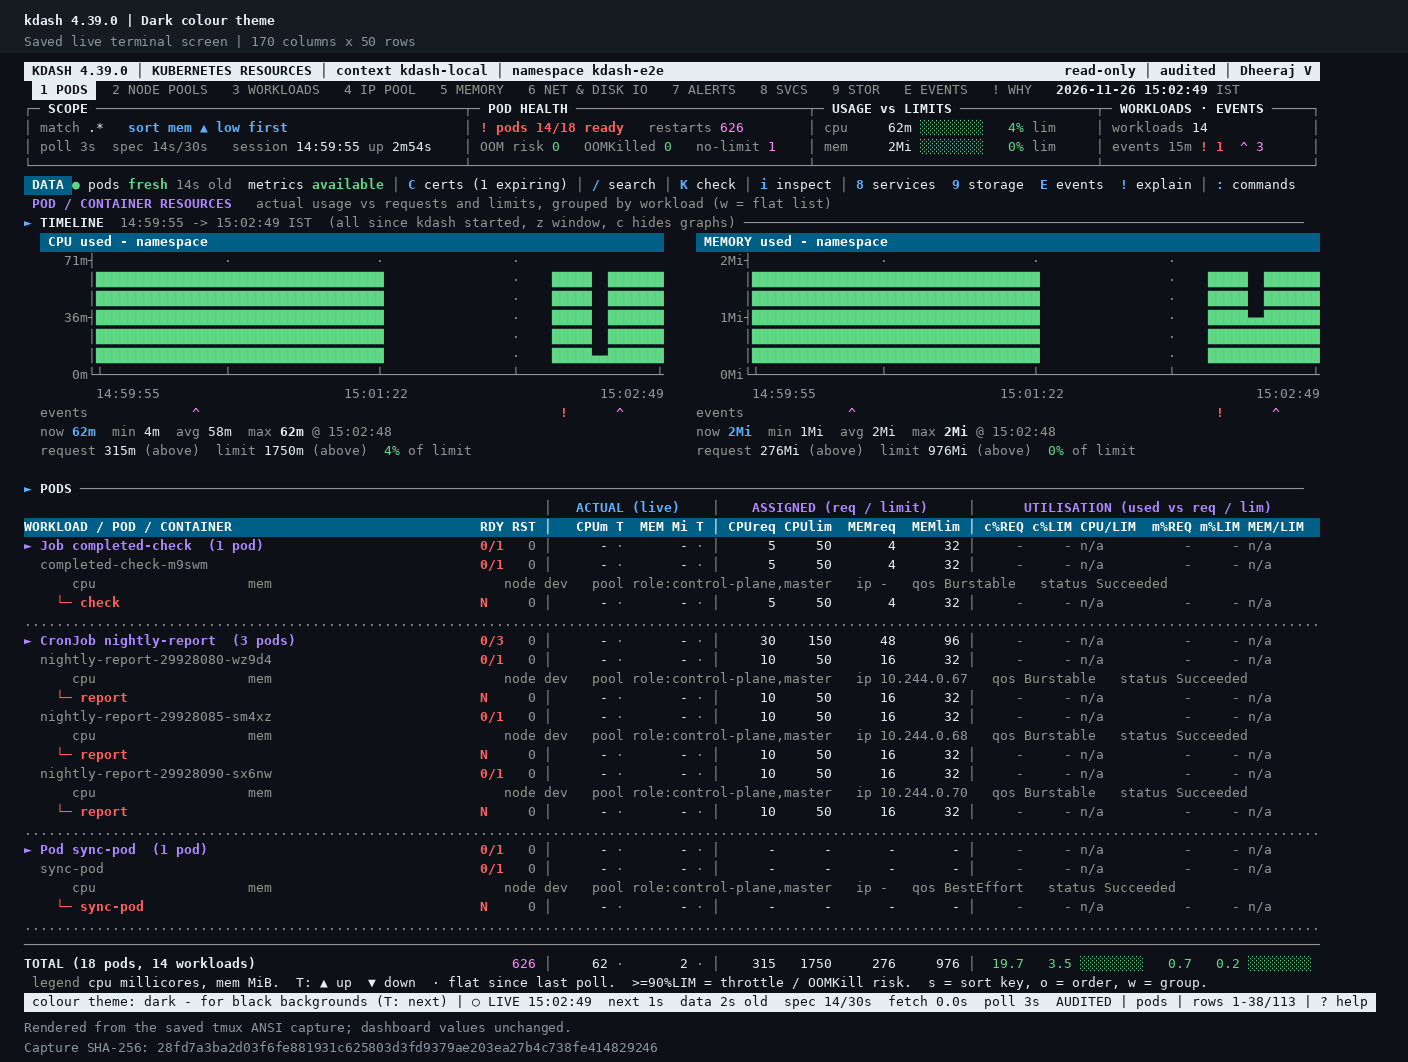 kdash 4.39.0 | Dark colour theme
Saved live terminal screen | 170 columns x 50 rows
KDASH 4.39.0 │ KUBERNETES RESOURCES │ context kdash-local │ namespace kdash-e2e read-only │ audited │ Dheeraj V
1 PODS 2 NODE POOLS 3 WORKLOADS 4 IP POOL 5 MEMORY 6 NET & DISK IO 7 ALERTS 8 SVCS 9 STOR E EVENTS ! WHY 2026-11-26 15:02:49 IST
SCOPE POD HEALTH USAGE vs LIMITS WORKLOADS · EVENTS
match .* sort mem ▲ low first │ ! pods 14/18 ready restarts 626 │ cpu 62m ░░░░░░░░ 4% lim │ workloads 14
poll 3s spec 14s/30s session 14:59:55 up 2m54s │ OOM risk 0 OOMKilled 0 no-limit 1 │ mem 2Mi ░░░░░░░░ 0% lim │ events 15m ! 1 ^ 3
DATA ● pods fresh 14s old metrics available │ C certs (1 expiring) │ / search │ K check │ i inspect │ 8 services 9 storage E events ! explain │ : commands
POD / CONTAINER RESOURCES actual usage vs requests and limits, grouped by workload (w = flat list)
► TIMELINE 14:59:55 -> 15:02:49 IST (all since kdash started, z window, c hides graphs)
CPU used - namespace MEMORY used - namespace
71m 2Mi
36m 1Mi
0m 0Mi
14:59:55 15:01:22 15:02:49 14:59:55 15:01:22 15:02:49
events ^ ! ^ events ^ ! ^
now 62m min 4m avg 58m max 62m @ 15:02:48 now 2Mi min 1Mi avg 2Mi max 2Mi @ 15:02:48
request 315m (above) limit 1750m (above) 4% of limit request 276Mi (above) limit 976Mi (above) 0% of limit
► PODS
│ ACTUAL (live) │ ASSIGNED (req / limit) │ UTILISATION (used vs req / lim)
WORKLOAD / POD / CONTAINER RDY RST │ CPUm T MEM Mi T │ CPUreq CPUlim MEMreq MEMlim │ c%REQ c%LIM CPU/LIM m%REQ m%LIM MEM/LIM
► Job completed-check (1 pod) 0/1 0 │ - · - · │ 5 50 4 32 │ - - n/a - - n/a
completed-check-m9swm 0/1 0 │ - · - · │ 5 50 4 32 │ - - n/a - - n/a
cpu mem node dev pool role:control-plane,master ip - qos Burstable status Succeeded
└─ check N 0 │ - · - · │ 5 50 4 32 │ - - n/a - - n/a
► CronJob nightly-report (3 pods) 0/3 0 │ - · - · │ 30 150 48 96 │ - - n/a - - n/a
nightly-report-29928080-wz9d4 0/1 0 │ - · - · │ 10 50 16 32 │ - - n/a - - n/a
cpu mem node dev pool role:control-plane,master ip 10.244.0.67 qos Burstable status Succeeded
└─ report N 0 │ - · - · │ 10 50 16 32 │ - - n/a - - n/a
nightly-report-29928085-sm4xz 0/1 0 │ - · - · │ 10 50 16 32 │ - - n/a - - n/a
cpu mem node dev pool role:control-plane,master ip 10.244.0.68 qos Burstable status Succeeded
└─ report N 0 │ - · - · │ 10 50 16 32 │ - - n/a - - n/a
nightly-report-29928090-sx6nw 0/1 0 │ - · - · │ 10 50 16 32 │ - - n/a - - n/a
cpu mem node dev pool role:control-plane,master ip 10.244.0.70 qos Burstable status Succeeded
└─ report N 0 │ - · - · │ 10 50 16 32 │ - - n/a - - n/a
► Pod sync-pod (1 pod) 0/1 0 │ - · - · │ - - - - │ - - n/a - - n/a
sync-pod 0/1 0 │ - · - · │ - - - - │ - - n/a - - n/a
cpu mem node dev pool role:control-plane,master ip - qos BestEffort status Succeeded
└─ sync-pod N 0 │ - · - · │ - - - - │ - - n/a - - n/a
TOTAL (18 pods, 14 workloads) 626 │ 62 · 2 · │ 315 1750 276 976 │ 19.7 3.5 ░░░░░░░░ 0.7 0.2 ░░░░░░░░
legend cpu millicores, mem MiB. T: ▲ up ▼ down · flat since last poll. >=90%LIM = throttle / OOMKill risk. s = sort key, o = order, w = group.
colour theme: dark - for black backgrounds (T: next) | ○ LIVE 15:02:49 next 1s data 2s old spec 14/30s fetch 0.0s poll 3s AUDITED | pods | rows 1-38/113 | ? help
Rendered from the saved tmux ANSI capture; dashboard values unchanged.
Capture SHA-256: 28fd7a3ba2d03f6fe881931c625803d3fd9379ae203ea27b4c738fe414829246